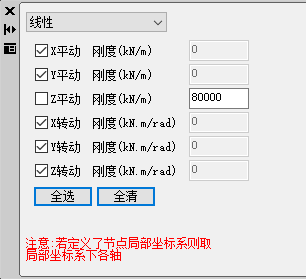 线性
X平动 刚度(kN/m) 0
Y平动 刚度(kN/m) 0
Z平动 刚度(kN/m) 80000
X转动 刚度(kN.m/rad) 0
Y转动 刚度(kN.m/rad) 0
Z转动 刚度(kN.m/rad) 0
全选 全清
注意:若定义了节点局部坐标系则取
局部坐标系下各轴